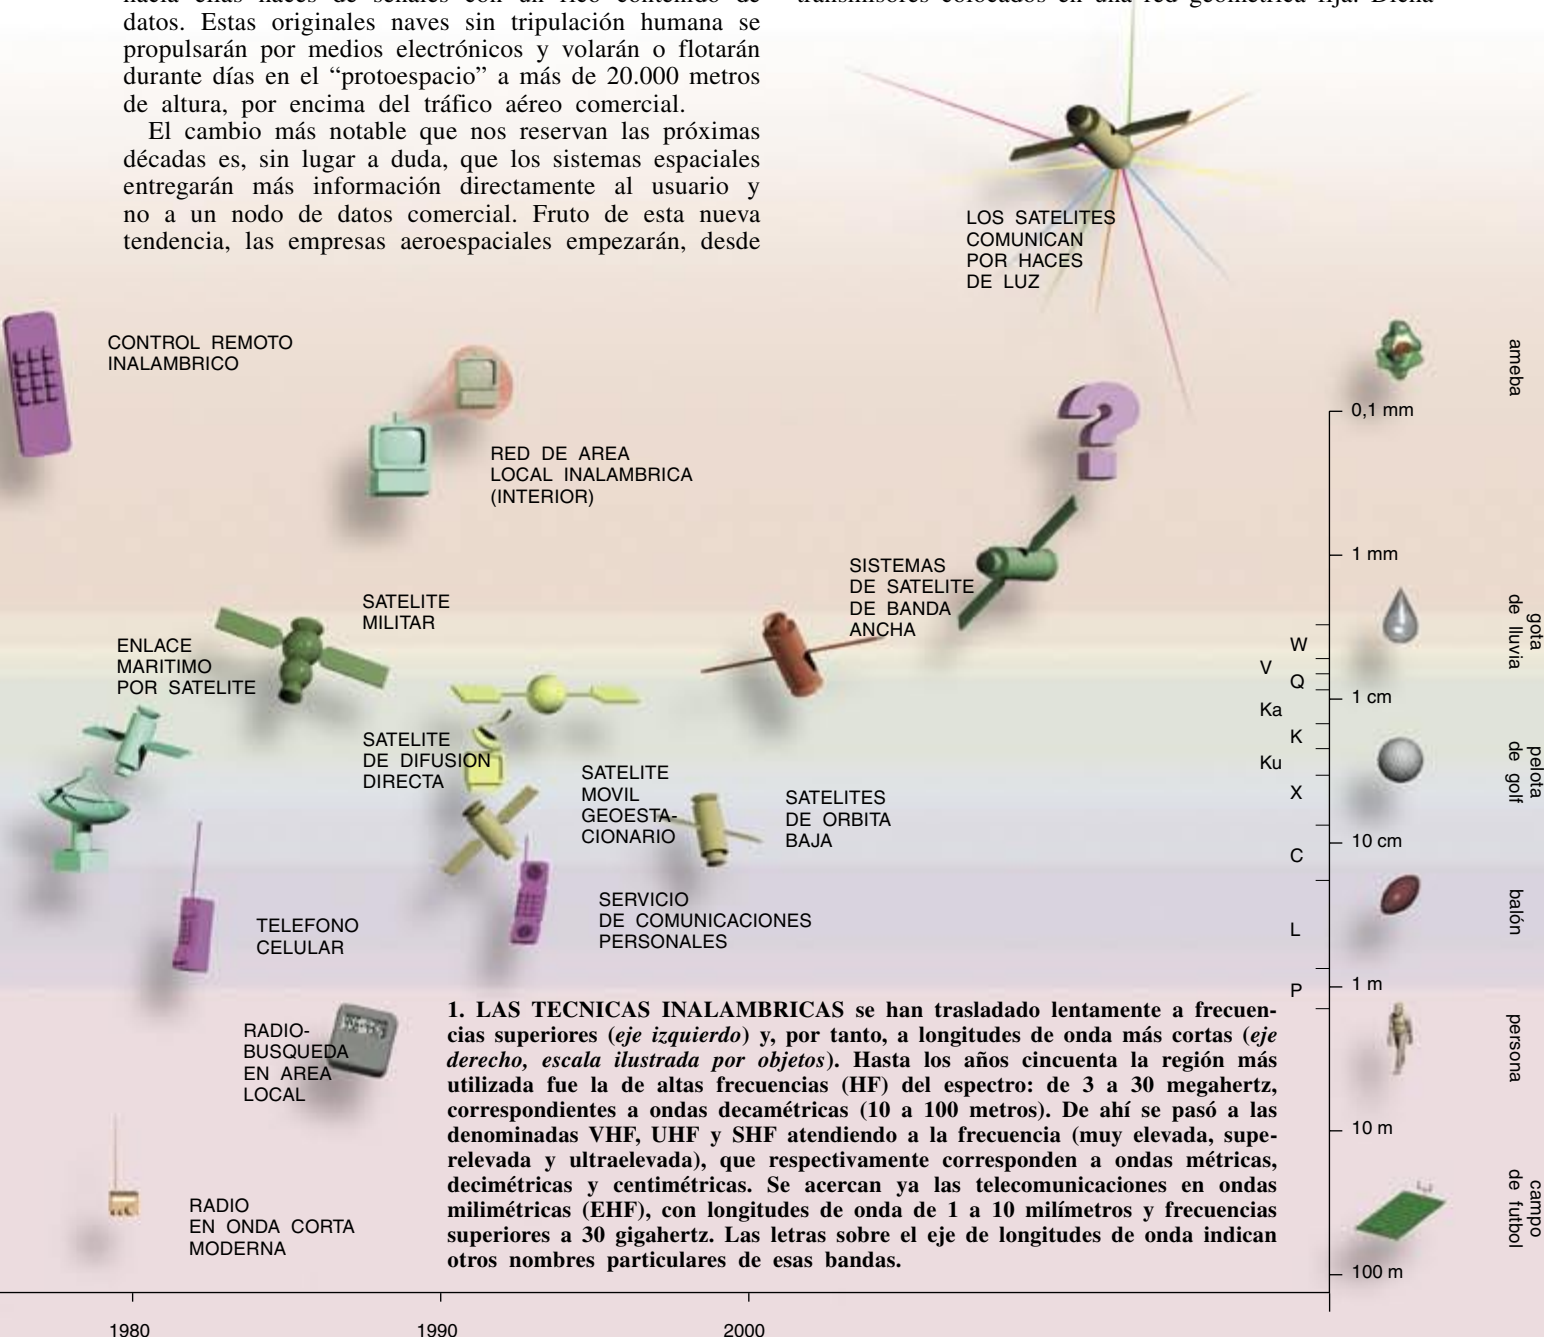 datos. Estas originales naves sin tripulación humana se
propulsarán por medios electrónicos y volarán o flotarán
durante días en el “protoespacio” a más de 20.000 metros
de altura, por encima del tráfico aéreo comercial.
El cambio más notable que nos reservan las próximas
décadas es, sin lugar a duda, que los sistemas espaciales
entregarán más información directamente al usuario y
no a un nodo de datos comercial. Fruto de esta nueva
tendencia, las empresas aeroespaciales empezarán, desde
LOS SATELITES
COMUNICAN
POR HACES
DE LUZ
CONTROL REMOTO
INALAMBRICO
RED DE AREA
LOCAL INALAMBRICA
(INTERIOR)
SISTEMAS
DE SATELITE
DE BANDA
ANCHA
SATELITE
MILITAR
ENLACE
MARITIMO
POR SATELITE
SATELITE
DE DIFUSION
DIRECTA
SATELITE
MOVIL
GEOESTA-
CIONARIO
SATELITES
DE ORBITA
BAJA
SERVICIO
DE COMUNICACIONES
PERSONALES
TELEFONO
CELULAR
RADIO-
BUSQUEDA
EN AREA
LOCAL
RADIO
EN ONDA CORTA
MODERNA
1. LAS TECNICAS INALAMBRICAS se han trasladado lentamente a frecuen-
cias superiores (eje izquierdo) y, por tanto, a longitudes de onda más cortas (eje
derecho, escala ilustrada por objetos). Hasta los años cincuenta la región más
utilizada fue la de altas frecuencias (HF) del espectro: de 3 a 30 megahertz,
correspondientes a ondas decamétricas (10 a 100 metros). De ahí se pasó a las
denominadas VHF, UHF y SHF atendiendo a la frecuencia (muy elevada, supe-
relevada y ultraelevada), que respectivamente corresponden a ondas métricas,
decimétricas y centimétricas. Se acercan ya las telecomunicaciones en ondas
milimétricas (EHF), con longitudes de onda de 1 a 10 milímetros y frecuencias
superiores a 30 gigahertz. Las letras sobre el eje de longitudes de onda indican
otros nombres particulares de esas bandas.
W
V
Q
Ka
K
Ku
X
C
L
P
0,1 mm
1 mm
1 cm
10 cm
1 m
10 m
100 m
ameba
gota
de lluvia
pelota
de golf
balón
persona
campo
de futbol
1980
1990
2000